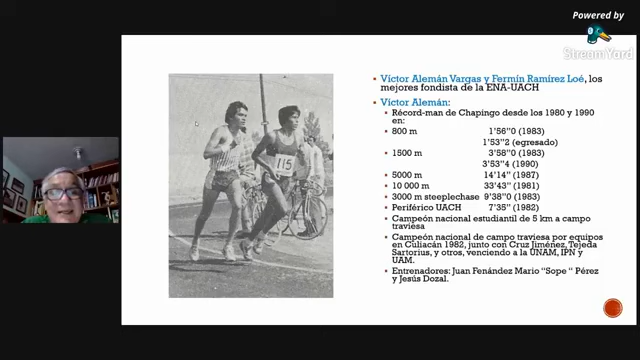 Powered by
StreamYard
Víctor Alemán Vargas y Fermín Ramírez Loé, los
mejores fondista de la ENA-UACH
Víctor Alemán:
Récord-man de Chapingo desde los 1980 y 1990
en:
800 m 1'56"0 (1983)
1'53"2 (egresado)
1500 m 3'58"0 (1983)
3'53"4 (1990)
5000 m 14'14" (1987)
10 000 m 33'43" (1981)
3000 m steeplechase 9'38"0 (1983)
Periférico UACH 7'35" (1982)
Campeón nacional estudiantil de 5 km a campo
traviesa
Campeón nacional de campo traviesa por equipos
en Culiacán 1982, junto con Cruz Jiménez, Tejeda
Sartorius, y otros, venciendo a la UNAM, IPN y
UAM.
Entrenadores: Juan Fenández Mario "Sope " Pérez
y Jesús Dozal.
115